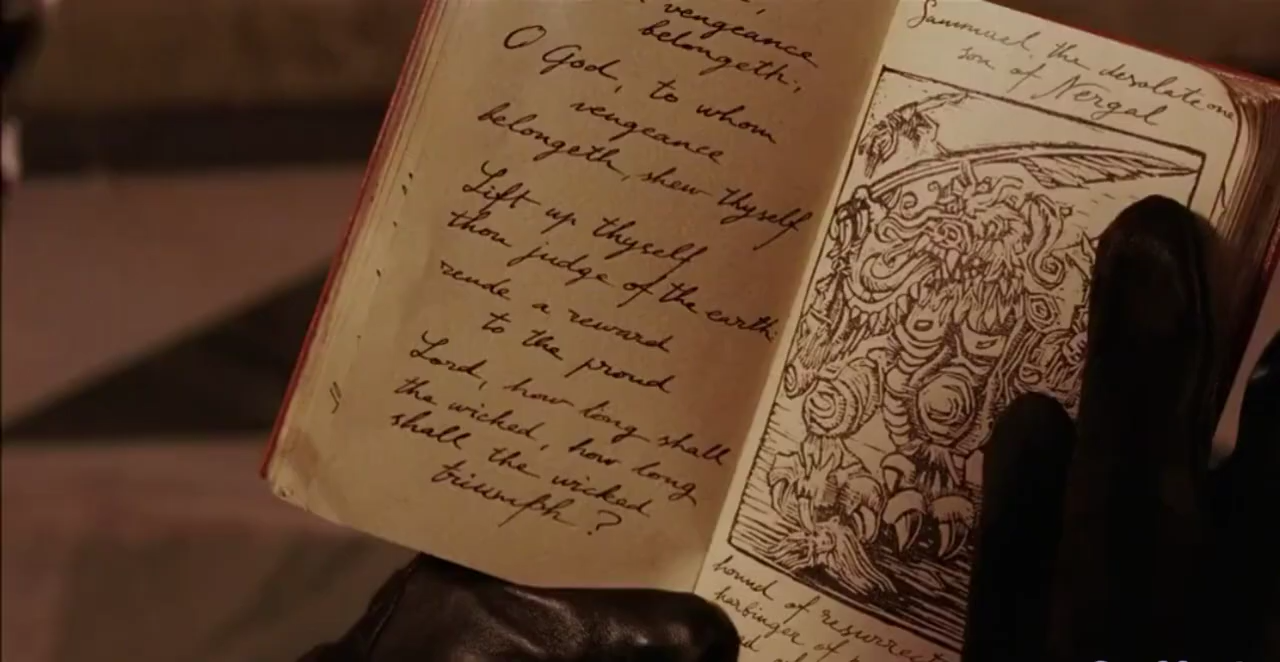 vengeance
belongeth;
O God, to whom
vengeance
belongeth, shew thyself
Lift up thyself
thou judge of the earth:
rende a reward
to the proud
Lord, how long shall
the wicked, how long
shall the wicked
triumph?
Sammael, the desolate one
son of Nergal
hound of
harbinger of